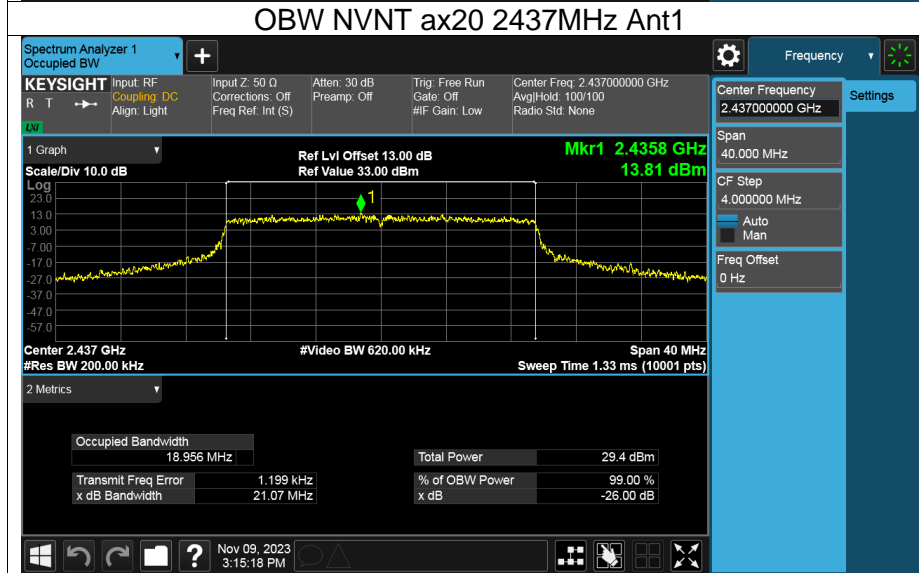 OBW NVNT ax20 2437MHz Ant1
Spectrum Analyzer 1
Occupied BW
Frequency
KEYSIGHT
R T
LXI
Input: RF
Coupling: DC
Align: Light
Input Z: 50 Ω
Corrections: Off
Freq Ref: Int (S)
Atten: 30 dB
Preamp: Off
Trig: Free Run
Gate: Off
#IF Gain: Low
Center Freq: 2.437000000 GHz
Avg|Hold: 100/100
Radio Std: None
Center Frequency
2.437000000 GHz
Settings
Span
40.000 MHz
CF Step
4.000000 MHz
Auto
Man
Freq Offset
0 Hz
1 Graph
Scale/Div 10.0 dB
Ref Lvl Offset 13.00 dB
Ref Value 33.00 dBm
Mkr1 2.4358 GHz
13.81 dBm
Log
23.0
13.0
3.00
-7.00
-17.0
-27.0
-37.0
-47.0
-57.0
1
Center 2.437 GHz
#Res BW 200.00 kHz
#Video BW 620.00 kHz
Span 40 MHz
Sweep Time 1.33 ms (10001 pts)
2 Metrics
Occupied Bandwidth
18.956 MHz
Total Power 29.4 dBm
Transmit Freq Error 1.199 kHz
% of OBW Power 99.00 %
x dB Bandwidth 21.07 MHz
x dB -26.00 dB
?
Nov 09, 2023
3:15:18 PM